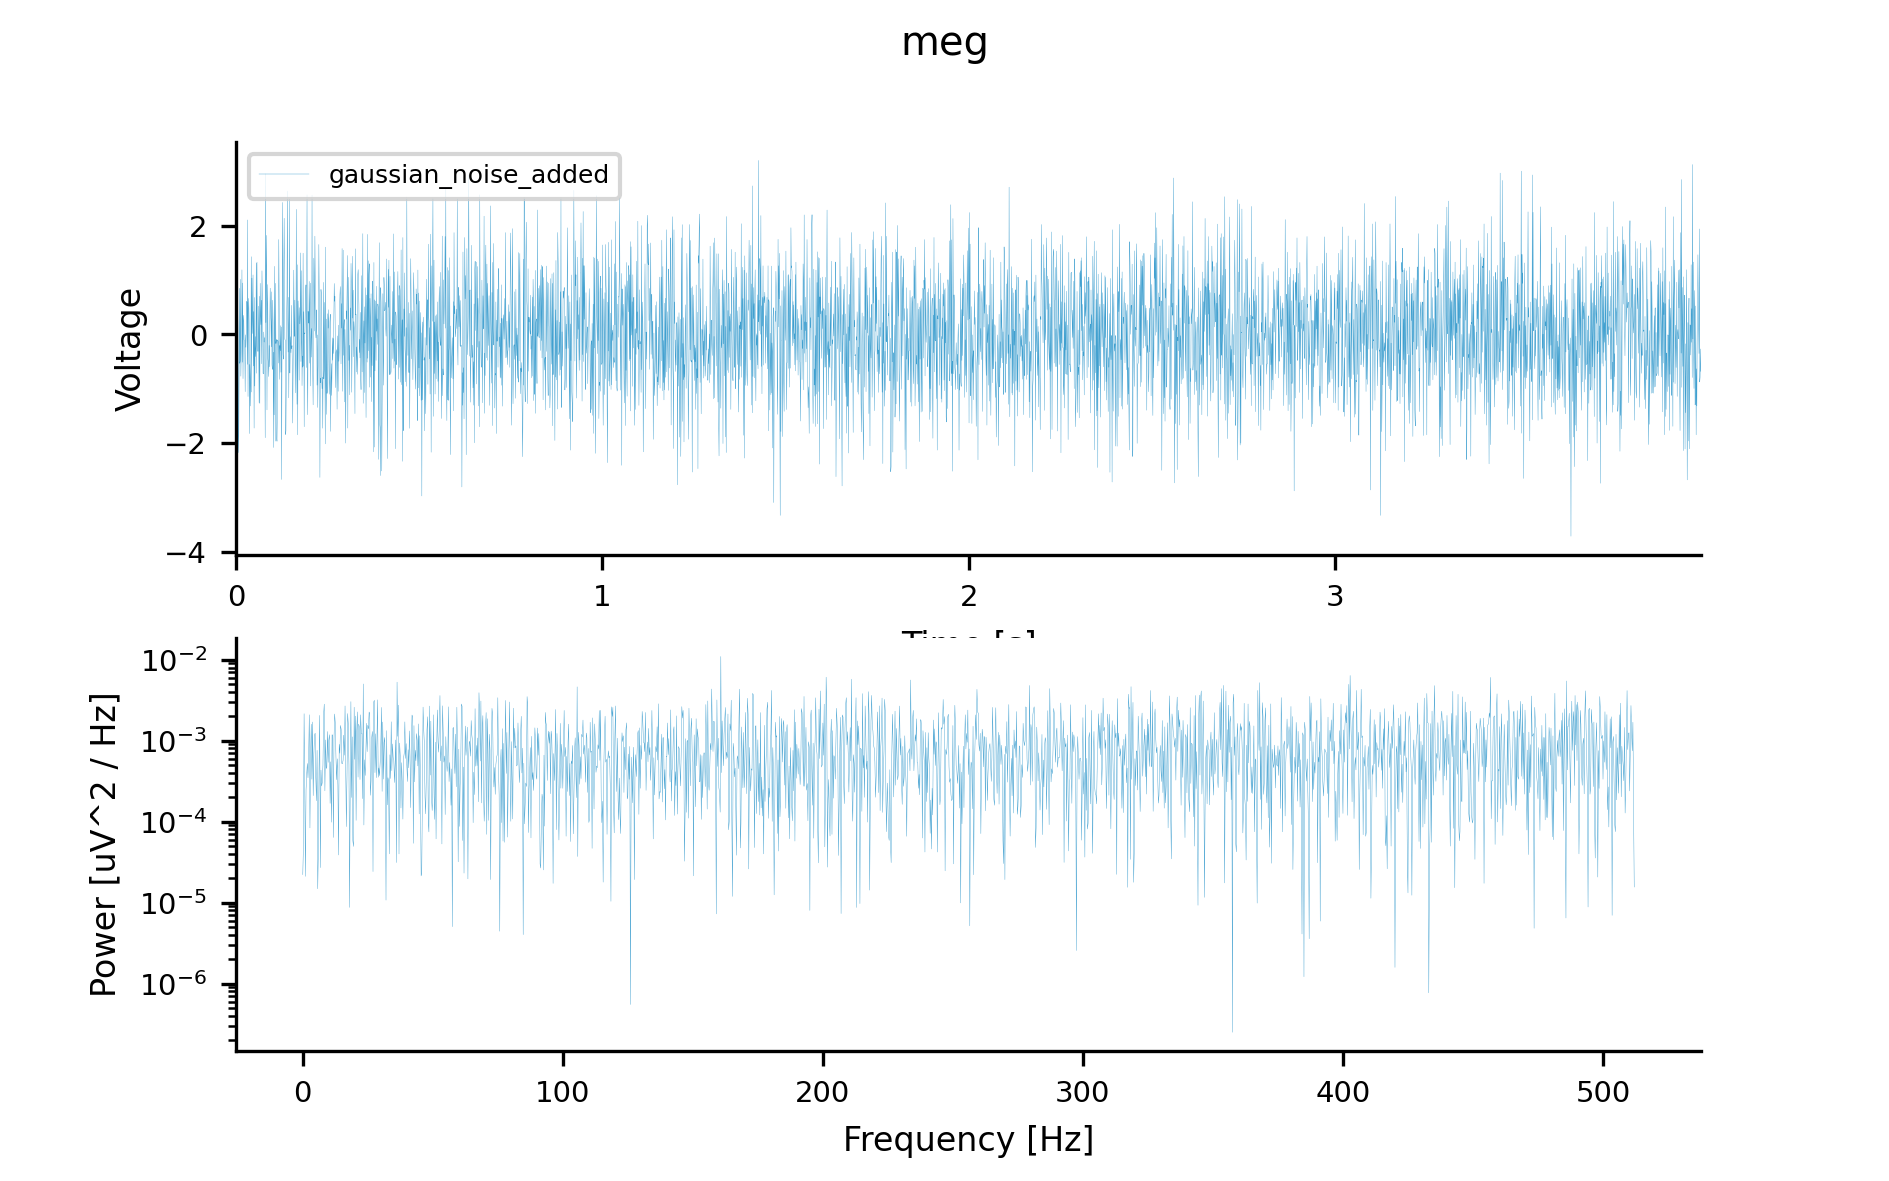 meg
gaussian_noise_added
Voltage
2
0
−2
−4
0 1 2 3
Time [s]
Power [uV^2 / Hz]
10−2
10−3
10−4
10−5
10−6
0 100 200 300 400 500
Frequency [Hz]